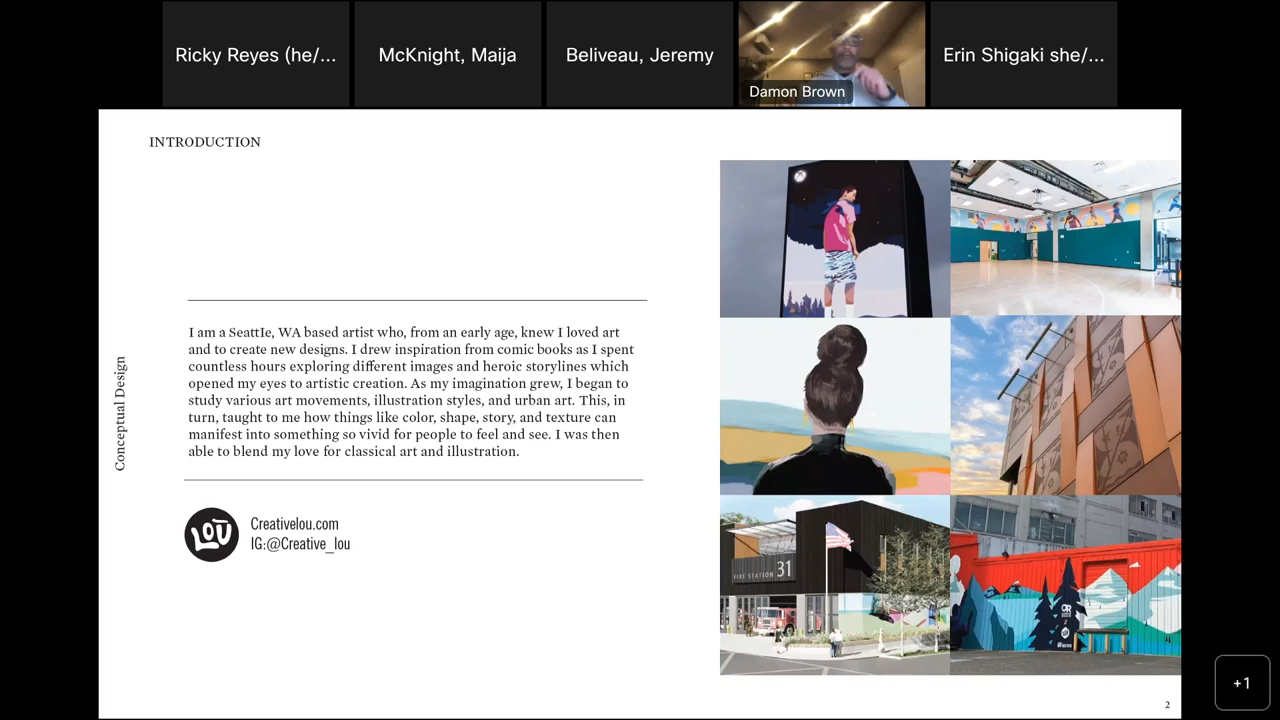 Ricky Reyes (he/...
McKnight, Maija
Beliveau, Jeremy
Damon Brown
Erin Shigaki she/...
INTRODUCTION
Conceptual Design
I am a Seattle, WA based artist who, from an early age, knew I loved art
and to create new designs. I drew inspiration from comic books as I spent
countless hours exploring different images and heroic storylines which
opened my eyes to artistic creation. As my imagination grew, I began to
study various art movements, illustration styles, and urban art. This, in
turn, taught to me how things like color, shape, story, and texture can
manifest into something so vivid for people to feel and see. I was then
able to blend my love for classical art and illustration.
LOU
Creativelou.com
IG:@Creative_lou
FIRE STATION 31
OR
2
+1